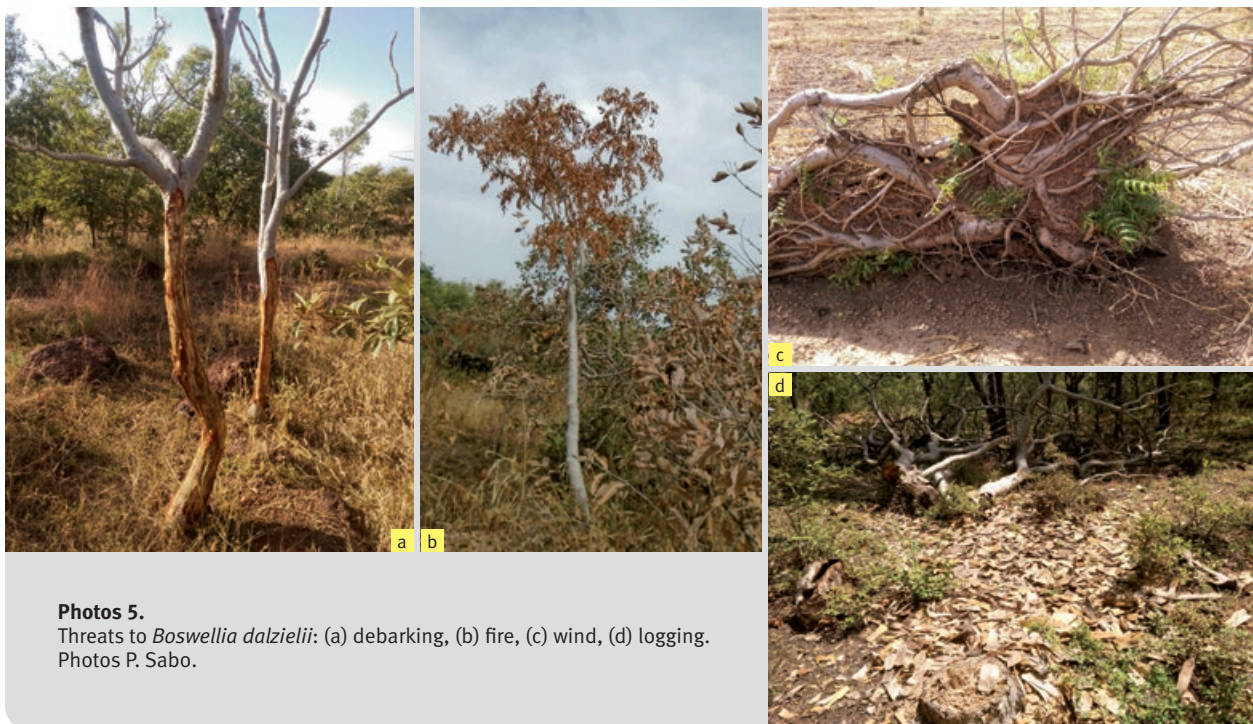 a
b
c
d
Photos 5.
Threats to Boswellia dalzielii: (a) debarking, (b) fire, (c) wind, (d) logging.
Photos P. Sabo.